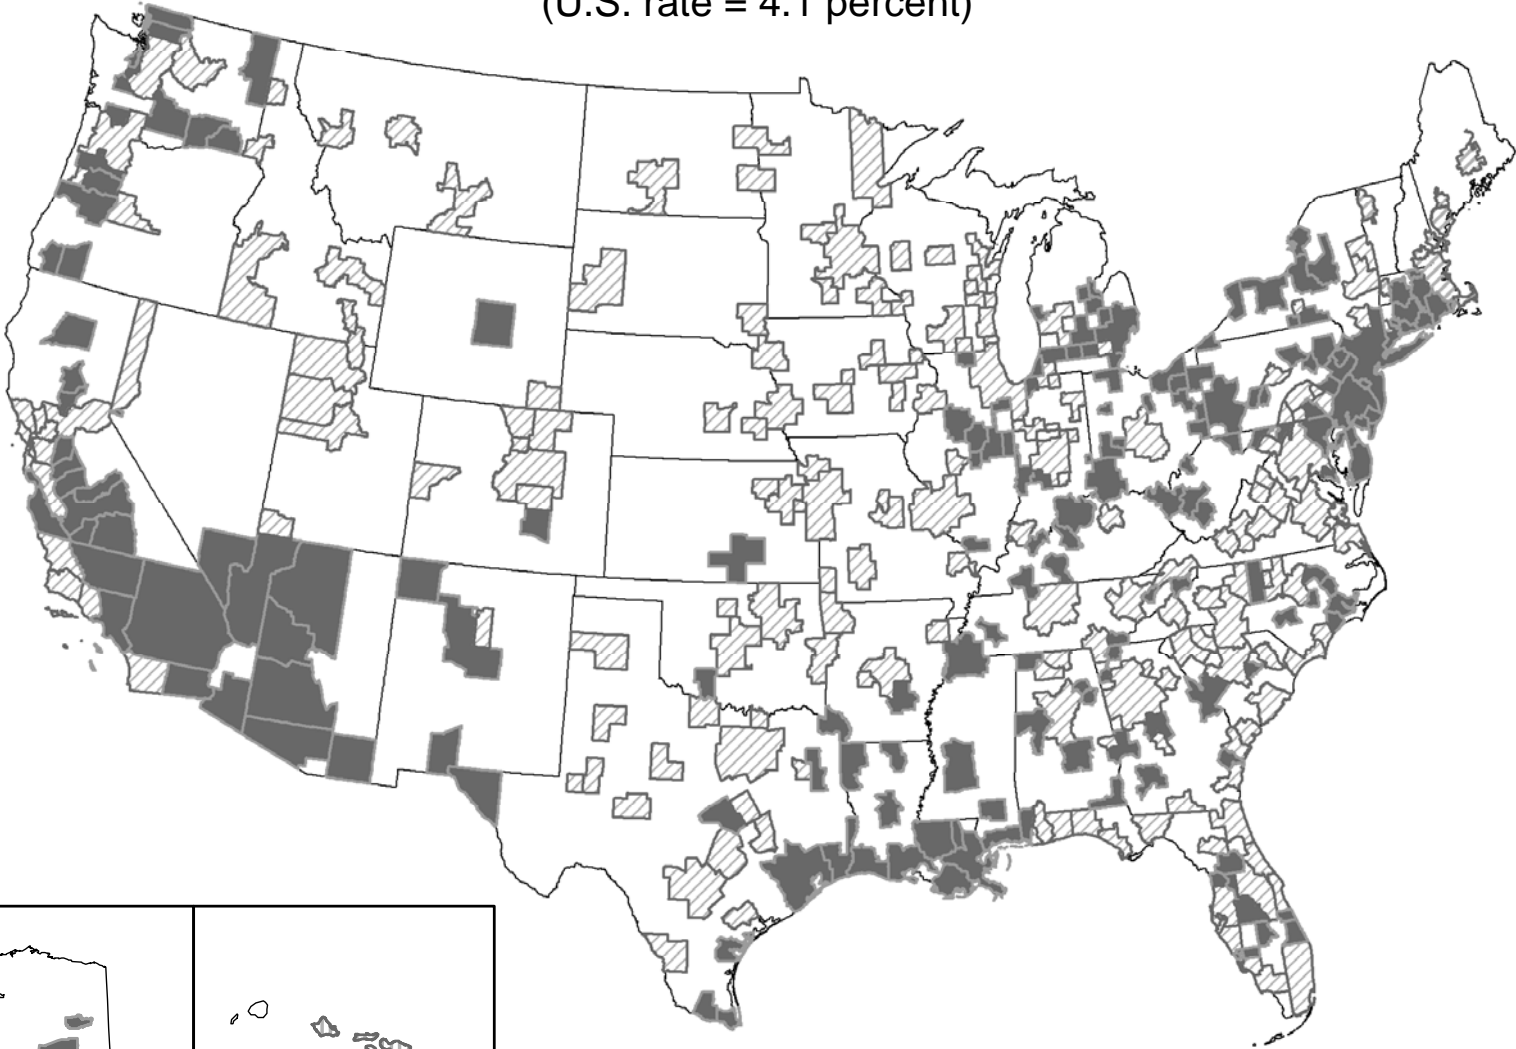 (U.S. rate = 4.1 percent)